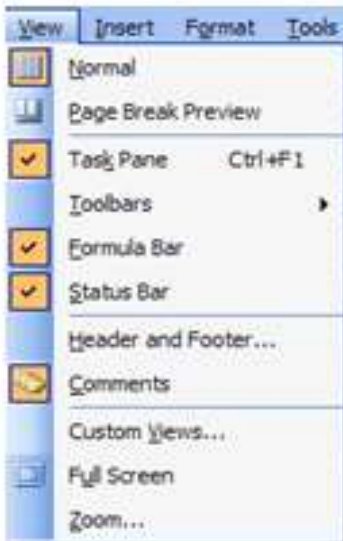 View Insert Format Tools
Normal
Page Break Preview
Task Pane Ctrl+F1
Toolbars
Formula Bar
Status Bar
Header and Footer...
Comments
Custom Views...
Full Screen
Zoom...